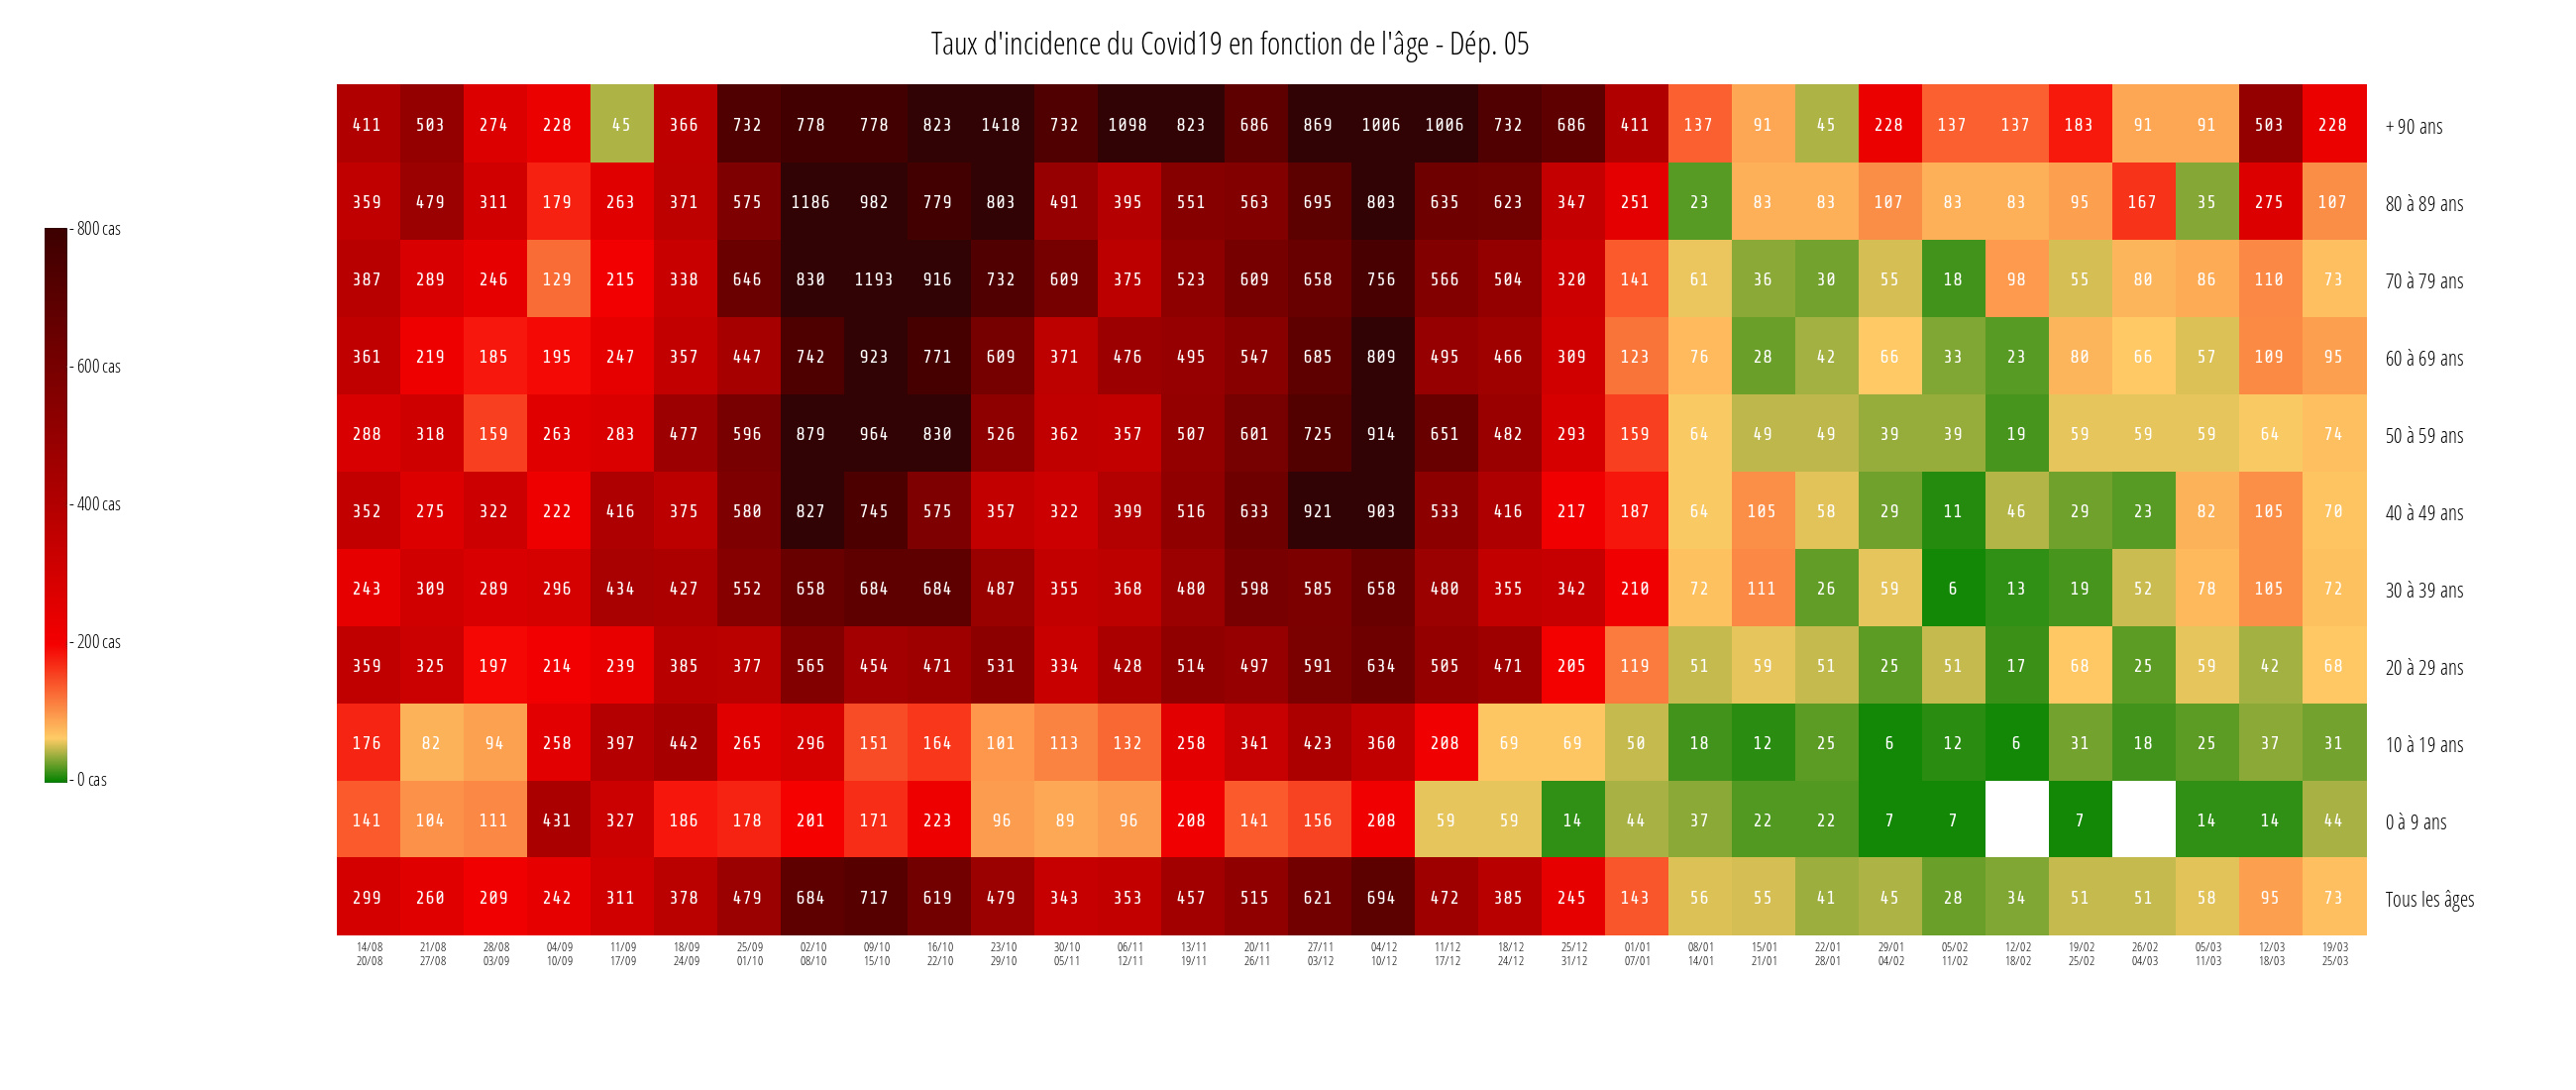 Taux d'incidence du Covid19 en fonction de l'âge - Dép. 05
- 800 cas
- 600 cas
- 400 cas
- 200 cas
- 0 cas
411 503 274 228 45 366 732 778 778 823 1418 732 1098 823 686 869 1006 1006 732 686 411 137 91 45 228 137 137 183 91 91 503 228 + 90 ans
359 479 311 179 263 371 575 1186 982 779 803 491 395 551 563 695 803 635 623 347 251 23 83 83 107 83 83 95 167 35 275 107 80 à 89 ans
387 289 246 129 215 338 646 830 1193 916 732 609 375 523 609 658 756 566 504 320 141 61 36 30 55 18 98 55 80 86 110 73 70 à 79 ans
361 219 185 195 247 357 447 742 923 771 609 371 476 495 547 685 809 495 466 309 123 76 28 42 66 33 23 80 66 57 109 95 60 à 69 ans
288 318 159 263 283 477 596 879 964 830 526 362 357 507 601 725 914 651 482 293 159 64 49 49 39 39 19 59 59 59 64 74 50 à 59 ans
352 275 322 222 416 375 580 827 745 575 357 322 399 516 633 921 903 533 416 217 187 64 105 58 29 11 46 29 23 82 105 70 40 à 49 ans
243 309 289 296 434 427 552 658 684 684 487 355 368 480 598 585 658 480 355 342 210 72 111 26 59 6 13 19 52 78 105 72 30 à 39 ans
359 325 197 214 239 385 377 565 454 471 531 334 428 514 497 591 634 505 471 205 119 51 59 51 25 51 17 68 25 59 42 68 20 à 29 ans
176 82 94 258 397 442 265 296 151 164 101 113 132 258 341 423 360 208 69 69 50 18 12 25 6 12 6 31 18 25 37 31 10 à 19 ans
141 104 111 431 327 186 178 201 171 223 96 89 96 208 141 156 208 59 59 14 44 37 22 22 7 7 7 14 14 44 0 à 9 ans
299 260 209 242 311 378 479 684 717 619 479 343 353 457 515 621 694 472 385 245 143 56 55 41 45 28 34 51 51 58 95 73 Tous les âges
14/08 21/08 28/08 04/09 11/09 18/09 25/09 02/10 09/10 16/10 23/10 30/10 06/11 13/11 20/11 27/11 04/12 11/12 18/12 25/12 01/01 08/01 15/01 22/01 29/01 05/02 12/02 19/02 26/02 05/03 12/03 19/03
20/08 27/08 03/09 10/09 17/09 24/09 01/10 08/10 15/10 22/10 29/10 05/11 12/11 19/11 26/11 03/12 10/12 17/12 24/12 31/12 07/01 14/01 21/01 28/01 04/02 11/02 18/02 25/02 04/03 11/03 18/03 25/03